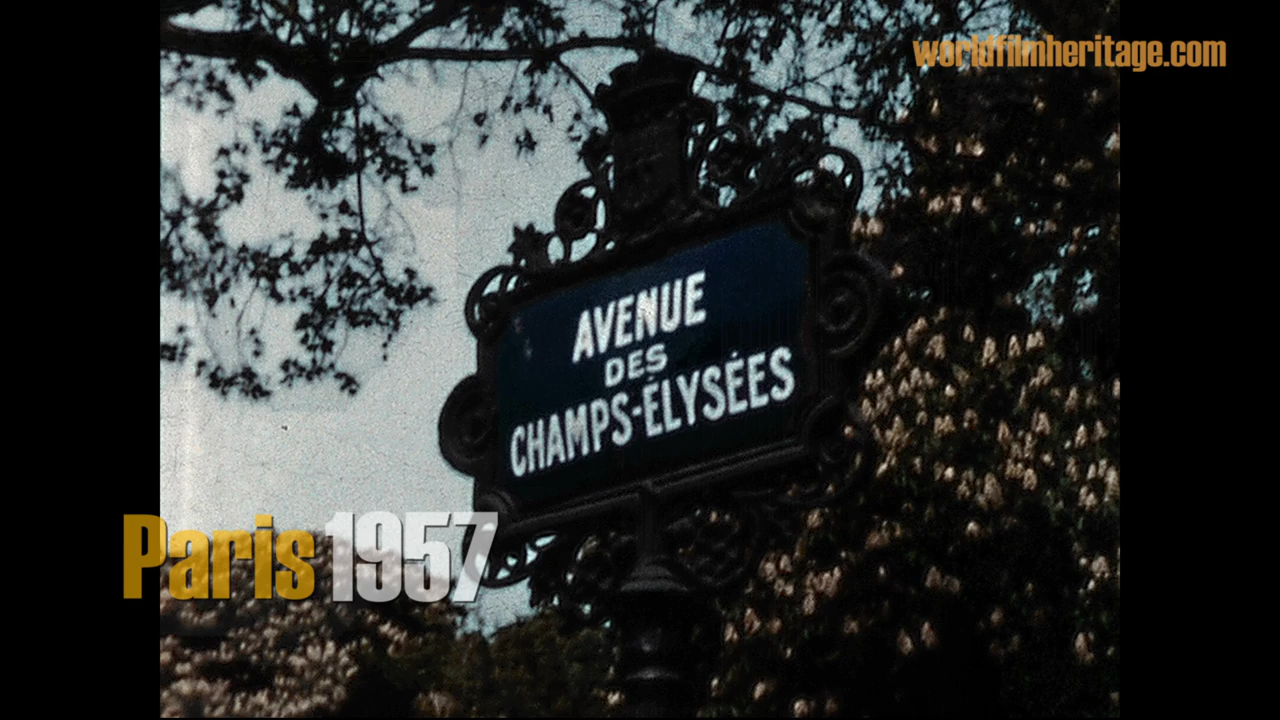 worldfilmheritage.com
AVENUE
DES
CHAMPS-ÉLYSÉES
Paris 1957